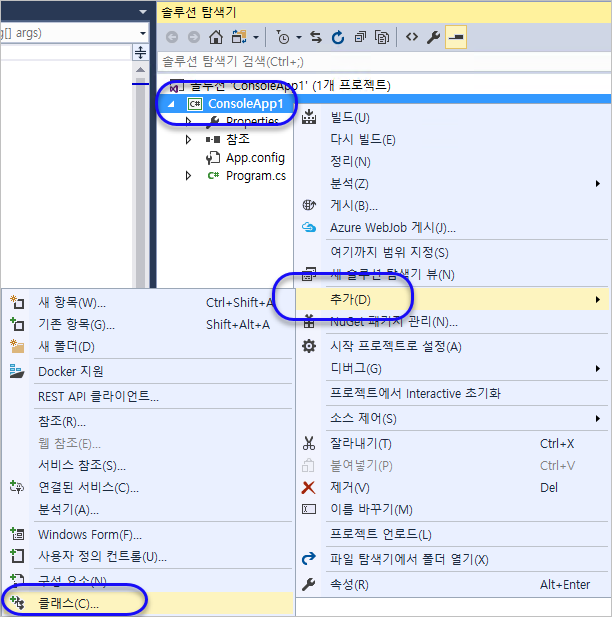 솔루션 탐색기
g[] args)
솔루션 탐색기 검색(Ctrl+;)
솔루션 'ConsoleApp1' (1개 프로젝트)
C# ConsoleApp1
Properties
참조
App.config
C# Program.cs
빌드(U)
다시 빌드(E)
정리(N)
분석(Z)
게시(B)...
Azure WebJob 게시(J)...
여기까지 범위 지정(S)
새 솔루션 탐색기 뷰(N)
추가(D)
NuGet 패키지 관리(N)...
시작 프로젝트로 설정(A)
디버그(G)
프로젝트에서 Interactive 초기화
소스 제어(S)
잘라내기(T) Ctrl+X
붙여넣기(P) Ctrl+V
제거(V) Del
이름 바꾸기(M)
프로젝트 언로드(L)
파일 탐색기에서 폴더 열기(X)
속성(R) Alt+Enter
새 항목(W)... Ctrl+Shift+A
기존 항목(G)... Shift+Alt+A
새 폴더(D)
Docker 지원
REST API 클라이언트...
참조(R)...
웹 참조(E)...
서비스 참조(S)...
연결된 서비스(C)...
분석기(A)...
Windows Form(F)...
사용자 정의 컨트롤(U)...
구성 요소(N)...
클래스(C)...